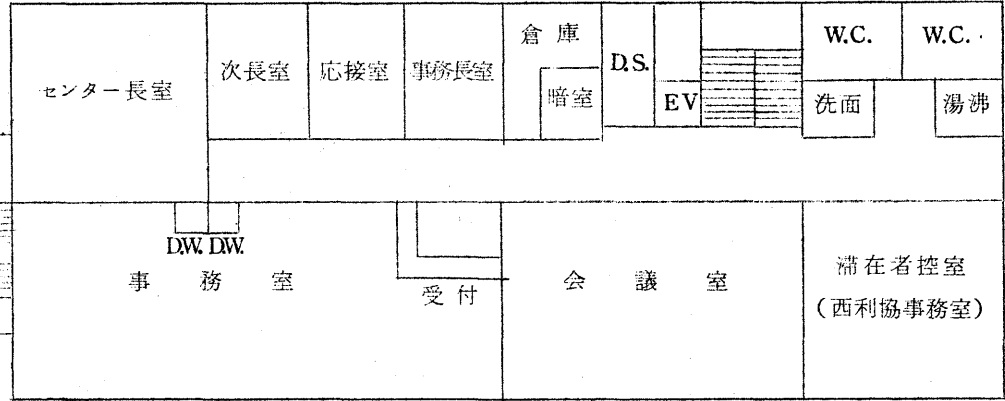 センター長室
次長室
応接室
事務長室
倉庫
暗室
D.S.
EV
W.C.
W.C.
洗面
湯沸
D.W. D.W.
事務室
受付
会議室
滞在者控室
(西利協事務室)